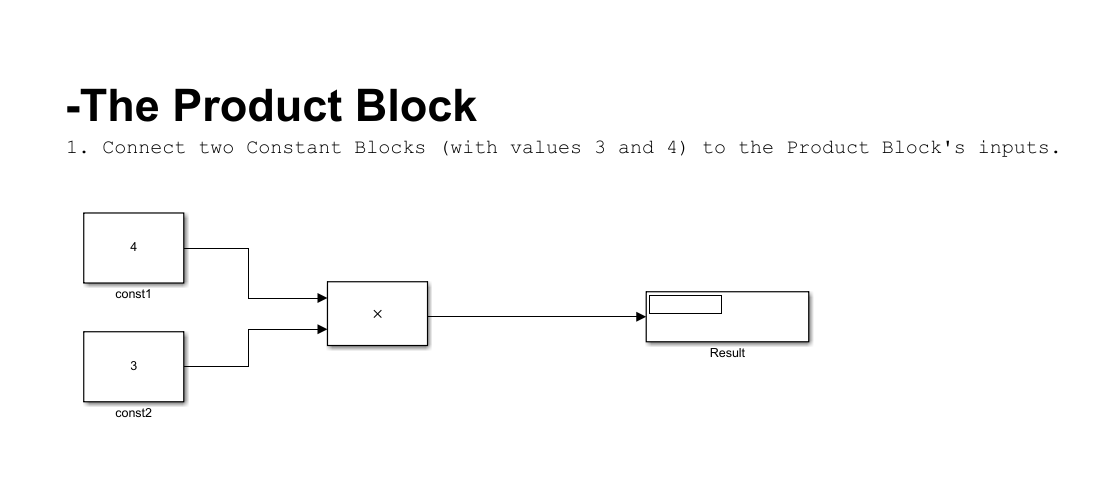 -The Product Block
1. Connect two Constant Blocks (with values 3 and 4) to the Product Block's inputs.
4
const1
×
Result
3
const2